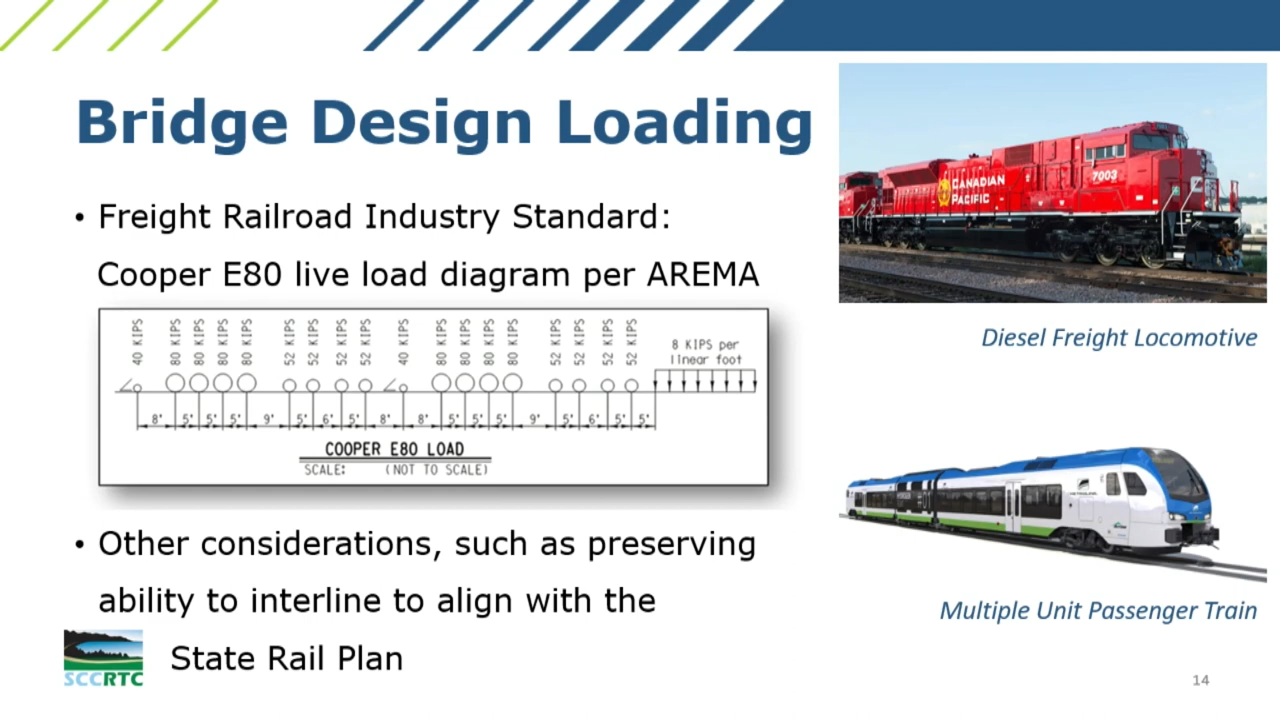 Bridge Design Loading
• Freight Railroad Industry Standard:
Cooper E80 live load diagram per AREMA
40 KIPS 80 KIPS 80 KIPS 80 KIPS 80 KIPS 52 KIPS 52 KIPS 52 KIPS 52 KIPS 40 KIPS 80 KIPS 80 KIPS 80 KIPS 80 KIPS 52 KIPS 52 KIPS 52 KIPS 52 KIPS
8 KIPS per
linear foot
8' 5' 5' 5' 9' 5' 6' 5' 8' 8' 5' 5' 5' 9' 5' 6' 5' 5'
COOPER E80 LOAD
SCALE: (NOT TO SCALE)
• Other considerations, such as preserving
ability to interline to align with the
State Rail Plan
SCCRTC
CANADIAN
PACIFIC
7003
Diesel Freight Locomotive
Multiple Unit Passenger Train
14